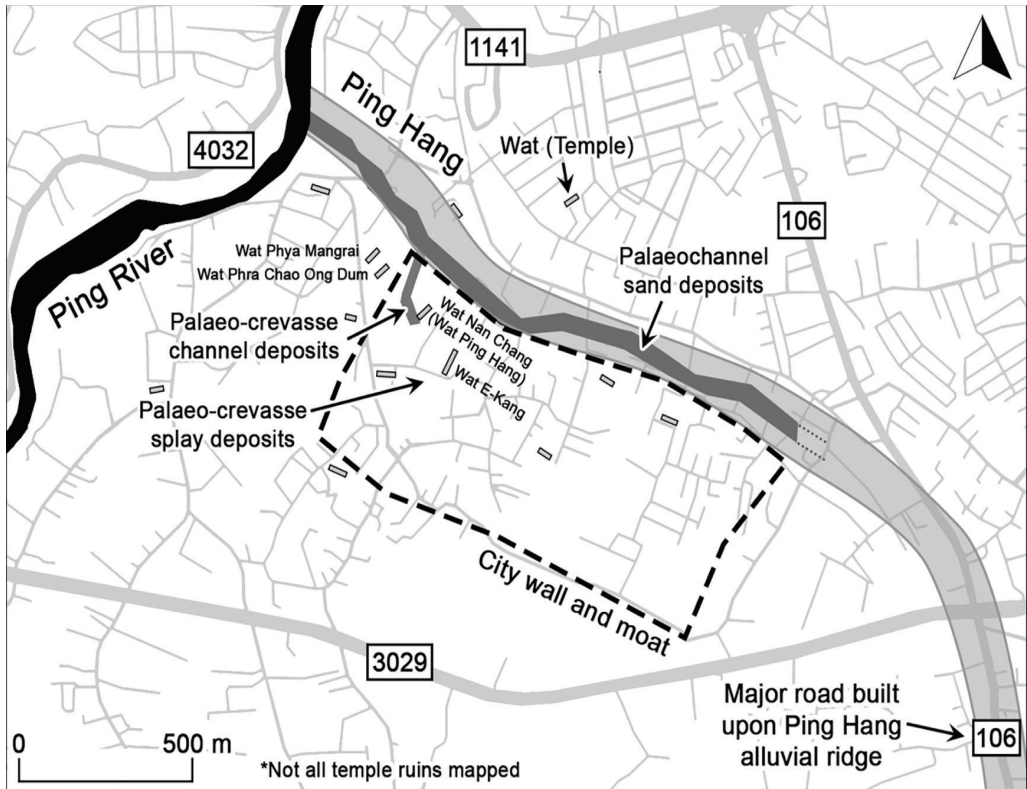 1141
Ping Hang
4032
Wat (Temple)
106
Ping River
Wat Phya Mangrai
Wat Phra Chao Ong Dum
Palaeochannel
sand deposits
Palaeo-crevasse
channel deposits
Wat Nan Chang
(Wat Ping Hang)
Wat E-Kang
Palaeo-crevasse
splay deposits
City wall and moat
3029
Major road built
upon Ping Hang
alluvial ridge
106
0 500 m
*Not all temple ruins mapped